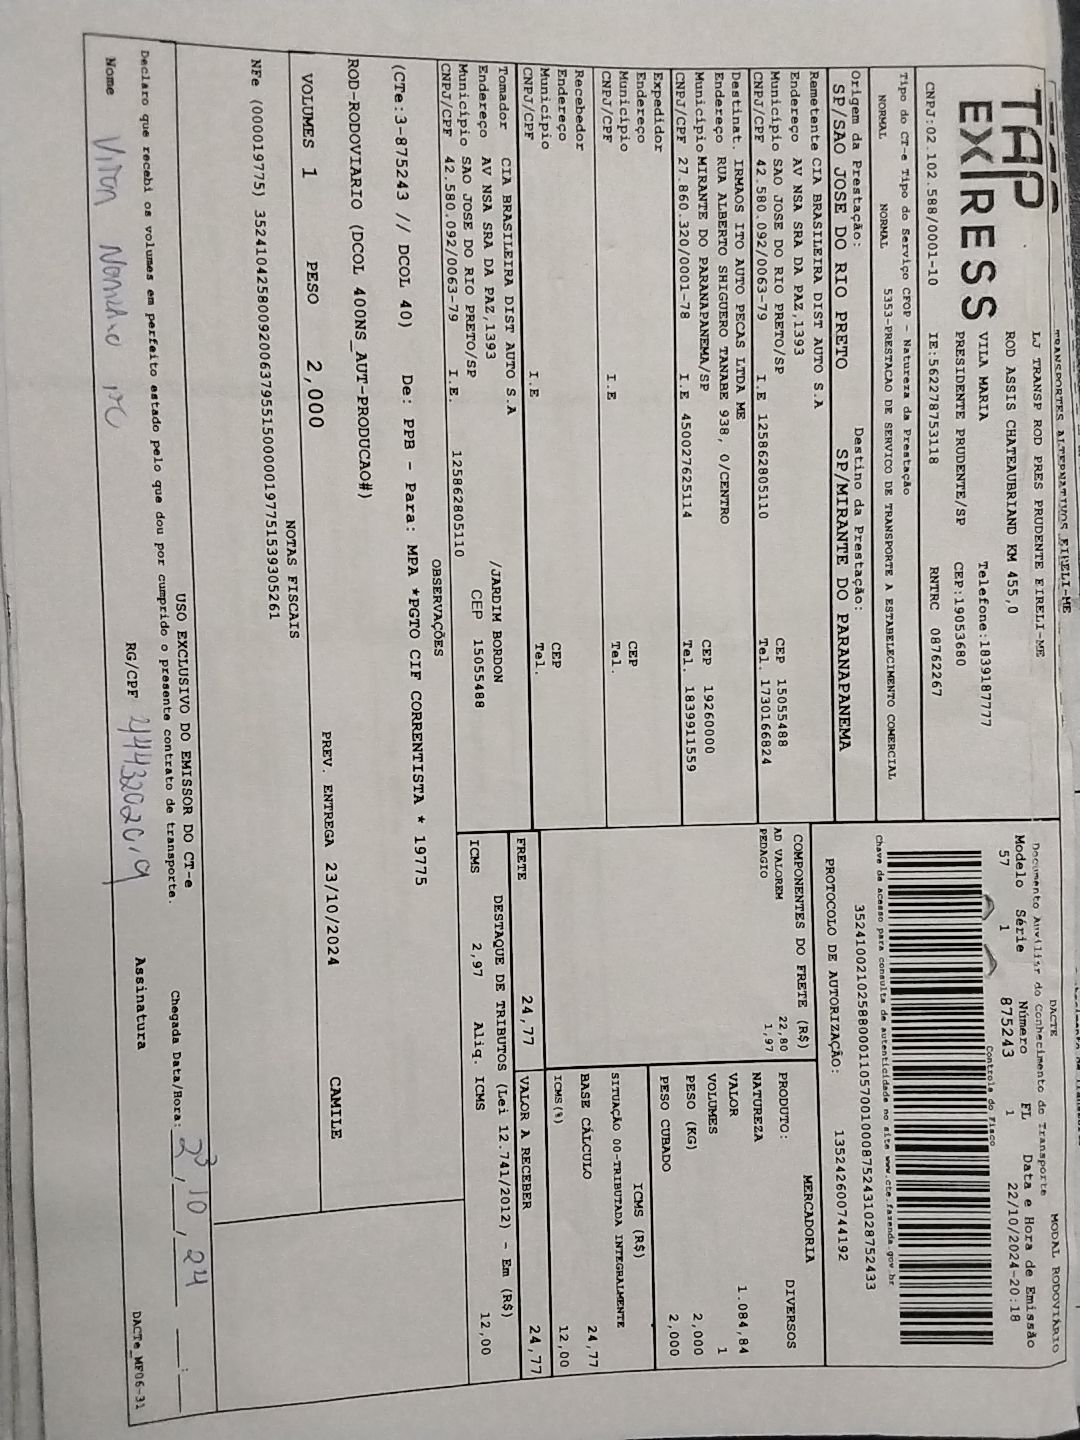 TRANSPORTES ALTERNATIVOS EIRELI-ME
TAP
EXPRESS
LJ TRANSP ROD PRES PRUDENTE EIRELI-ME
ROD ASSIS CHATEAUBRIAND KM 455,0
VILA MARIA Telefone:1839187777
PRESIDENTE PRUDENTE/SP CEP:19053680
CNPJ:02.102.588/0001-10 IE:562278753118 RNTRC 08762267
DACTE MODAL RODOVIÁRIO
Documento Auxiliar do Conhecimento de Transporte
Modelo Série Número FL Data e Hora de Emissão
57 1 875243 1 22/10/2024-20:18
Controle do Fisco
Chave de acesso para consulta de autenticidade no site www.cte.fazenda.gov.br
35241002102588000110570010008752431028752433
PROTOCOLO DE AUTORIZAÇÃO: 135242600744192
Tipo do CT-e Tipo do Serviço CFOP - Natureza da Prestação
NORMAL NORMAL 5353-PRESTACAO DE SERVICO DE TRANSPORTE A ESTABELECIMENTO COMERCIAL
Origem da Prestação: Destino da Prestação:
SP/SAO JOSE DO RIO PRETO SP/MIRANTE DO PARANAPANEMA
Remetente CIA BRASILEIRA DIST AUTO S.A
Endereço AV NSA SRA DA PAZ,1393
Município SAO JOSE DO RIO PRETO/SP CEP 15055488
CNPJ/CPF 42.580.092/0063-79 I.E 125862805110 Tel. 1730166824
Destinat. IRMAOS ITO AUTO PECAS LTDA ME
Endereço RUA ALBERTO SHIGUERO TANABE 938, 0/CENTRO
Município MIRANTE DO PARANAPANEMA/SP CEP 19260000
CNPJ/CPF 27.860.320/0001-78 I.E 450027625114 Tel. 1839911559
Expedidor
Endereço
Município CEP
CNPJ/CPF I.E Tel.
Recebedor
Endereço
Município CEP
CNPJ/CPF I.E Tel.
Tomador CIA BRASILEIRA DIST AUTO S.A
Endereço AV NSA SRA DA PAZ,1393 /JARDIM BORDON
Município SAO JOSE DO RIO PRETO/SP CEP 15055488
CNPJ/CPF 42.580.092/0063-79 I.E. 125862805110
COMPONENTES DO FRETE (R$)
AD VALOREM 22,80
PEDAGIO 1,97
MERCADORIA
PRODUTO: DIVERSOS
NATUREZA
VALOR 1.084,84
VOLUMES 1
PESO (KG) 2,000
PESO CUBADO 2,000
ICMS (R$)
SITUAÇÃO 00-TRIBUTADA INTEGRALMENTE
BASE CÁLCULO 24,77
ICMS(%) 12,00
FRETE 24,77 VALOR A RECEBER 24,77
DESTAQUE DE TRIBUTOS (Lei 12.741/2012) - Em (R$)
ICMS 2,97 Aliq. ICMS 12,00
OBSERVAÇÕES
(CTe:3-875243 // DCOL 40) De: PPB - Para: MPA *PGTO CIF CORRENTISTA * 19775
ROD-RODOVIARIO (DCOL 400NS_AUT-PRODUCAO#)
VOLUMES 1 PESO 2,000 PREV. ENTREGA 23/10/2024 CAMILE
NOTAS FISCAIS
NFe (000019775) 35241042580092006379551500000197751539305261
USO EXCLUSIVO DO EMISSOR DO CT-e
Declaro que recebi os volumes em perfeito estado pelo que dou por cumprido o presente contrato de transporte. Chegada Data/Hora: 23/10/24 __:__
Nome RG/CPF Assinatura
DACTe_MF06-31